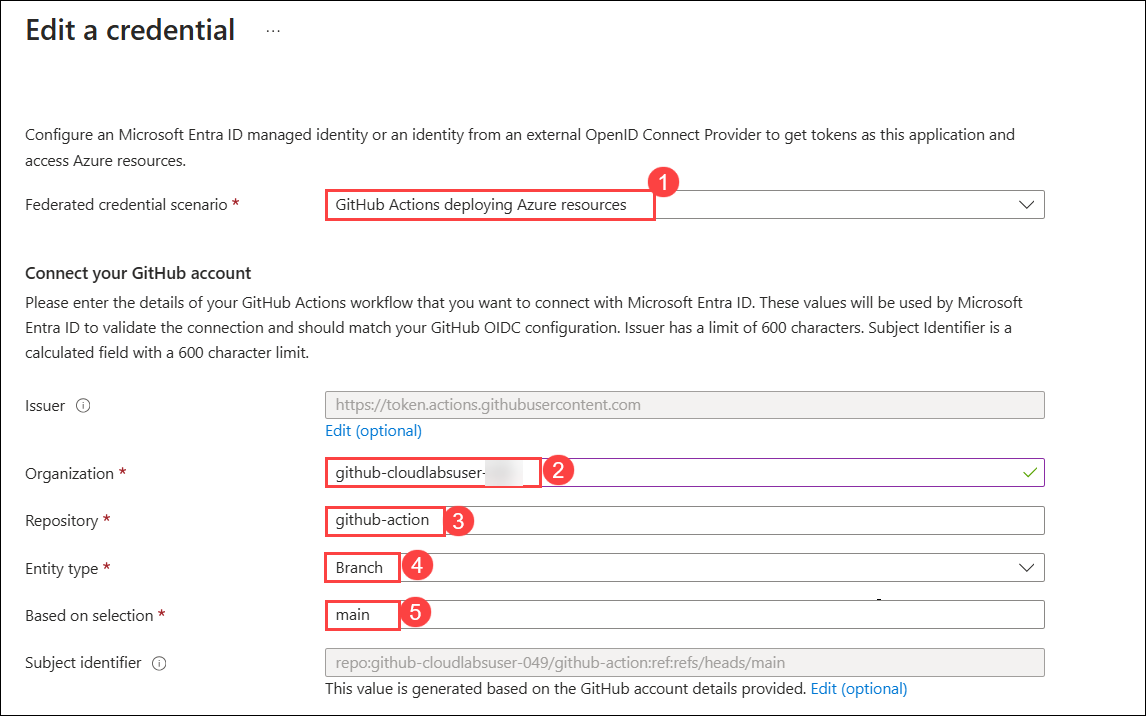 Edit a credential ...
Configure an Microsoft Entra ID managed identity or an identity from an external OpenID Connect Provider to get tokens as this application and
access Azure resources.
1
Federated credential scenario * GitHub Actions deploying Azure resources
Connect your GitHub account
Please enter the details of your GitHub Actions workflow that you want to connect with Microsoft Entra ID. These values will be used by Microsoft
Entra ID to validate the connection and should match your GitHub OIDC configuration. Issuer has a limit of 600 characters. Subject Identifier is a
calculated field with a 600 character limit.
Issuer https://token.actions.githubusercontent.com
Edit (optional)
Organization * github-cloudlabsuser- 2
Repository * github-action 3
Entity type * Branch 4
Based on selection * main 5
Subject identifier repo:github-cloudlabsuser-049/github-action:ref:refs/heads/main
This value is generated based on the GitHub account details provided. Edit (optional)